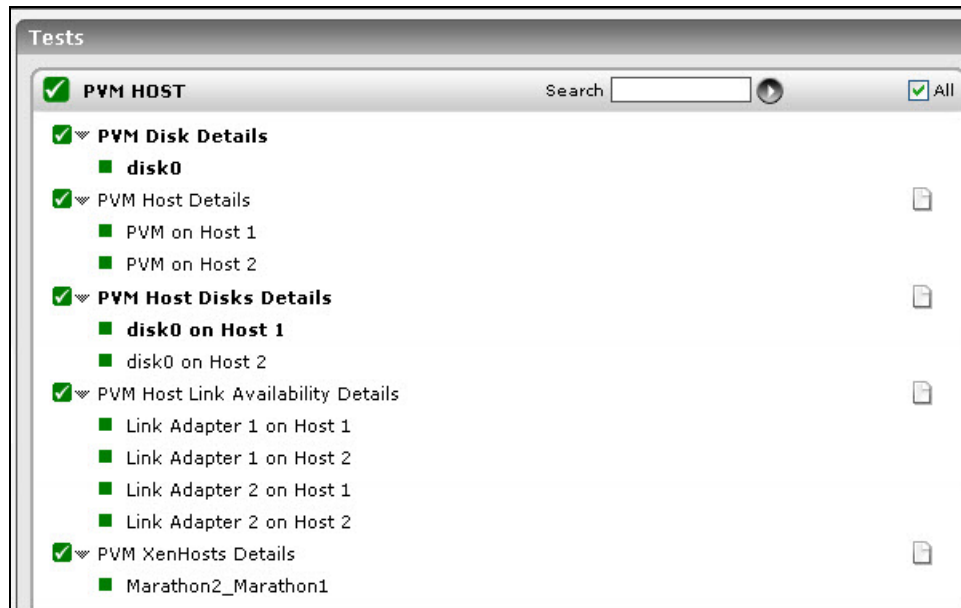 Tests
PVM HOST Search All
PVM Disk Details
disk0
PVM Host Details
PVM on Host 1
PVM on Host 2
PVM Host Disks Details
disk0 on Host 1
disk0 on Host 2
PVM Host Link Availability Details
Link Adapter 1 on Host 1
Link Adapter 1 on Host 2
Link Adapter 2 on Host 1
Link Adapter 2 on Host 2
PVM XenHosts Details
Marathon2_Marathon1